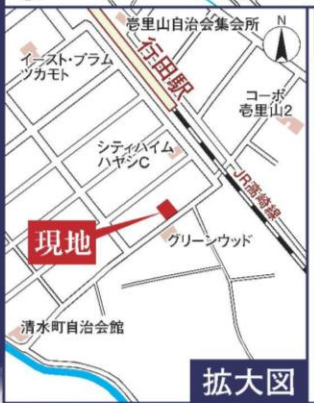 壱里山自治会集会所
N
イースト・プラム
ツカモト
行田駅
コーポ
壱里山2
シティハイム
ハヤシC
JR高崎線
現地
グリーンウッド
清水町自治会館
拡大図